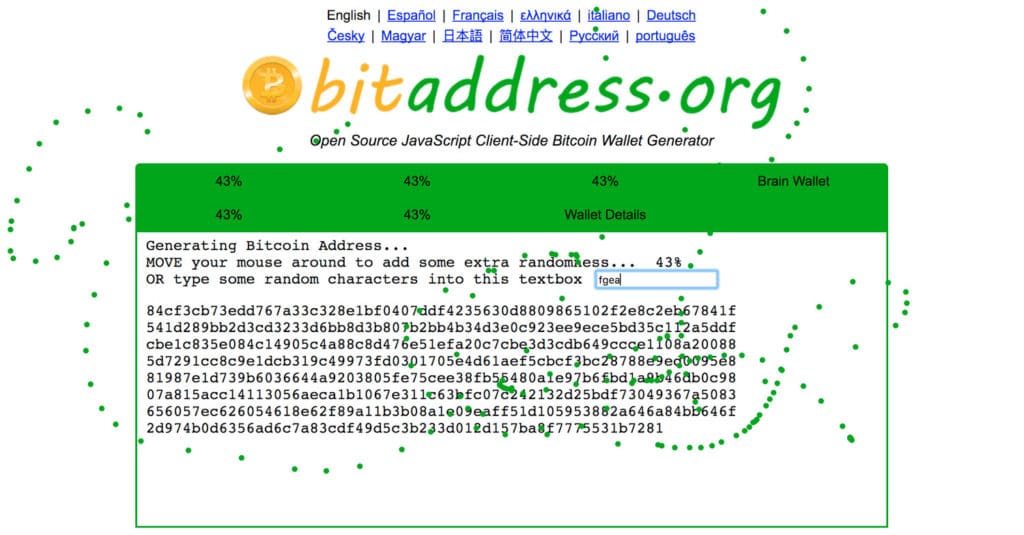 English | Español | Français | ελληνικά | italiano | Deutsch
Česky | Magyar | 日本語 | 简体中文 | Русский | português
bitaddress.org
Open Source JavaScript Client-Side Bitcoin Wallet Generator
43% 43% 43% Brain Wallet
43% 43% Wallet Details
Generating Bitcoin Address...
MOVE your mouse around to add some extra randomness... 43%
OR type some random characters into this textbox fgea
84cf3cb73edd767a33c328e1bf0407ddf4235630d8809865102f2e8c2eb67841f
541d289bb2d3cd3233d6bb8d3b807b2bb4b34d3e0c923ee9ece5bd35c112a5ddf
cbe1c835e084c14905c4a88c8d476e51efa20c7cbe3d3cdb649ccce1108a20088
5d7291cc8c9e1dcb319c49973fd0301705e4d61aef5cbcf3bc28788e9ed0095e8
81987e1d739b6036644a9203805fe75cee38fb55480a1e97b6fbd1a9b46db0c98
07a815acc14113056aeca1b1067e311c63bfc07c242132d25bdf73049367a5083
656057ec626054618e62f89a11b3b08a1e09eaff51d105953882a646a84bb646f
2d974b0d6356ad6c7a83cdf49d5c3b233d012d157ba8f7775531b7281